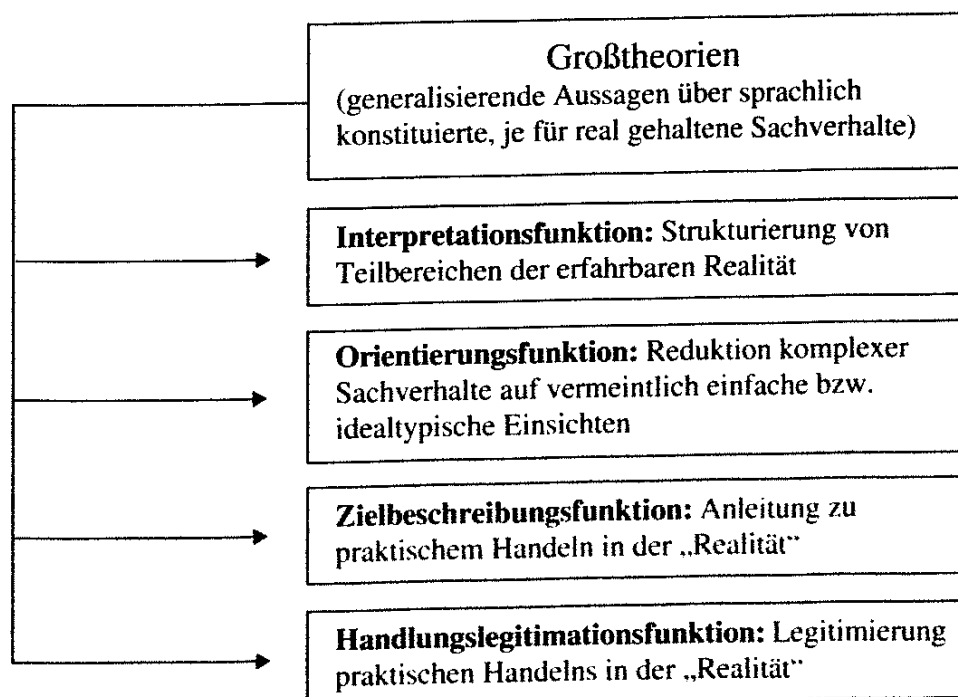 Großtheorien
(generalisierende Aussagen über sprachlich
konstituierte, je für real gehaltene Sachverhalte)
Interpretationsfunktion: Strukturierung von
Teilbereichen der erfahrbaren Realität
Orientierungsfunktion: Reduktion komplexer
Sachverhalte auf vermeintlich einfache bzw.
idealtypische Einsichten
Zielbeschreibungsfunktion: Anleitung zu
praktischem Handeln in der „Realität“
Handlungslegitimationsfunktion: Legitimierung
praktischen Handelns in der „Realität“